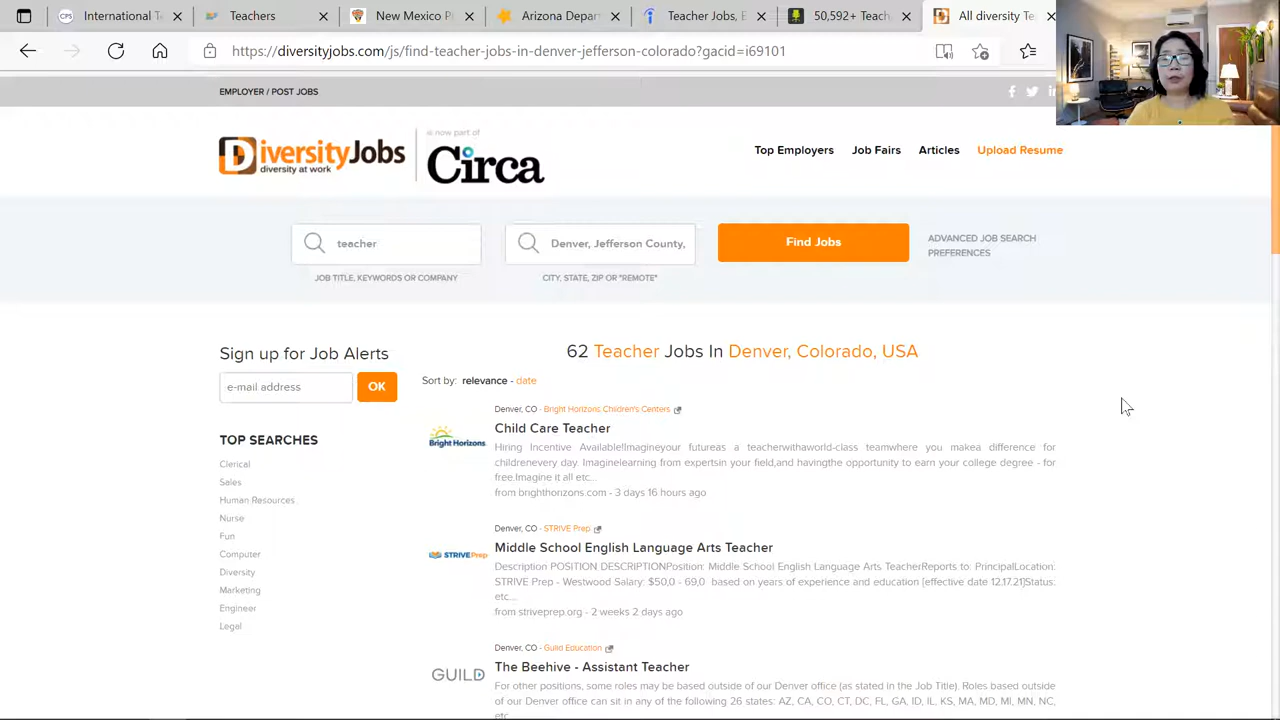 International T
Teachers
New Mexico P
Arizona Depar
Teacher Jobs, E
50,592+ Teach
All diversity Te
https://diversityjobs.com/js/find-teacher-jobs-in-denver-jefferson-colorado?gacid=i69101
EMPLOYER / POST JOBS
DiversityJobs
diversity at work
is now part of
Circa
Top Employers
Job Fairs
Articles
Upload Resume
teacher
Denver, Jefferson County,
Find Jobs
ADVANCED JOB SEARCH
PREFERENCES
JOB TITLE, KEYWORDS OR COMPANY
CITY, STATE, ZIP OR "REMOTE"
Sign up for Job Alerts
e-mail address
OK
TOP SEARCHES
Clerical
Sales
Human Resources
Nurse
Fun
Computer
Diversity
Marketing
Engineer
Legal
62 Teacher Jobs In Denver, Colorado, USA
Sort by: relevance - date
Denver, CO - Bright Horizons Children's Centers
Bright Horizons
Child Care Teacher
Hiring Incentive Available!Imagineyour futureas a teacherwithaworld-class teamwhere you makea difference for
childrenevery day. Imaginelearning from expertsin your field,and havingthe opportunity to earn your college degree - for
free.Imagine it all etc...
from brighthorizons.com - 3 days 16 hours ago
Denver, CO - STRIVE Prep
STRIVE Prep
Middle School English Language Arts Teacher
Description POSITION DESCRIPTIONPosition: Middle School English Language Arts TeacherReports to: PrincipalLocation:
STRIVE Prep - Westwood Salary: $50,0 - 69,0 based on years of experience and education [effective date 12.17.21]Status:
etc...
from striveprep.org - 2 weeks 2 days ago
Denver, CO - Guild Education
GUILD
The Beehive - Assistant Teacher
For other positions, some roles may be based outside of our Denver office (as stated in the Job Title). Roles based outside
of our Denver office can sit in any of the following 26 states: AZ, CA, CO, CT, DC, FL, GA, ID, IL, KS, MA, MD, MI, MN, NC,
etc